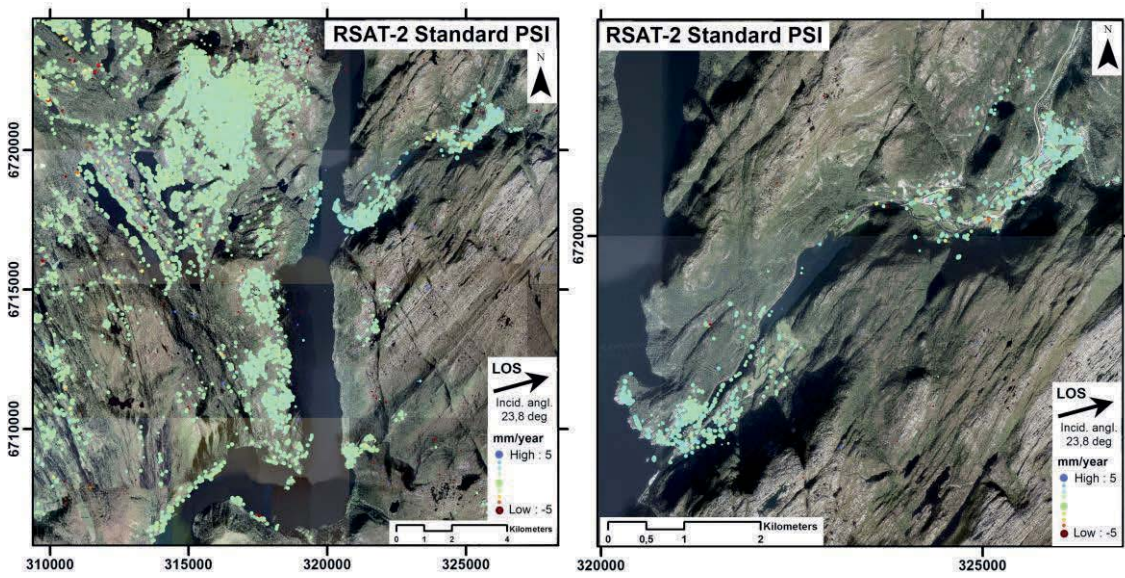 RSAT-2 Standard PSI
N
6720000
6715000
6710000
LOS
Incid. angl.
23,8 deg
mm/year
High : 5
Low : -5
Kilometers
0 1 2 4
310000 315000 320000 325000
RSAT-2 Standard PSI
N
6720000
LOS
Incid. angl.
23,8 deg
mm/year
High : 5
Low : -5
Kilometers
0 0,5 1 2
320000 325000